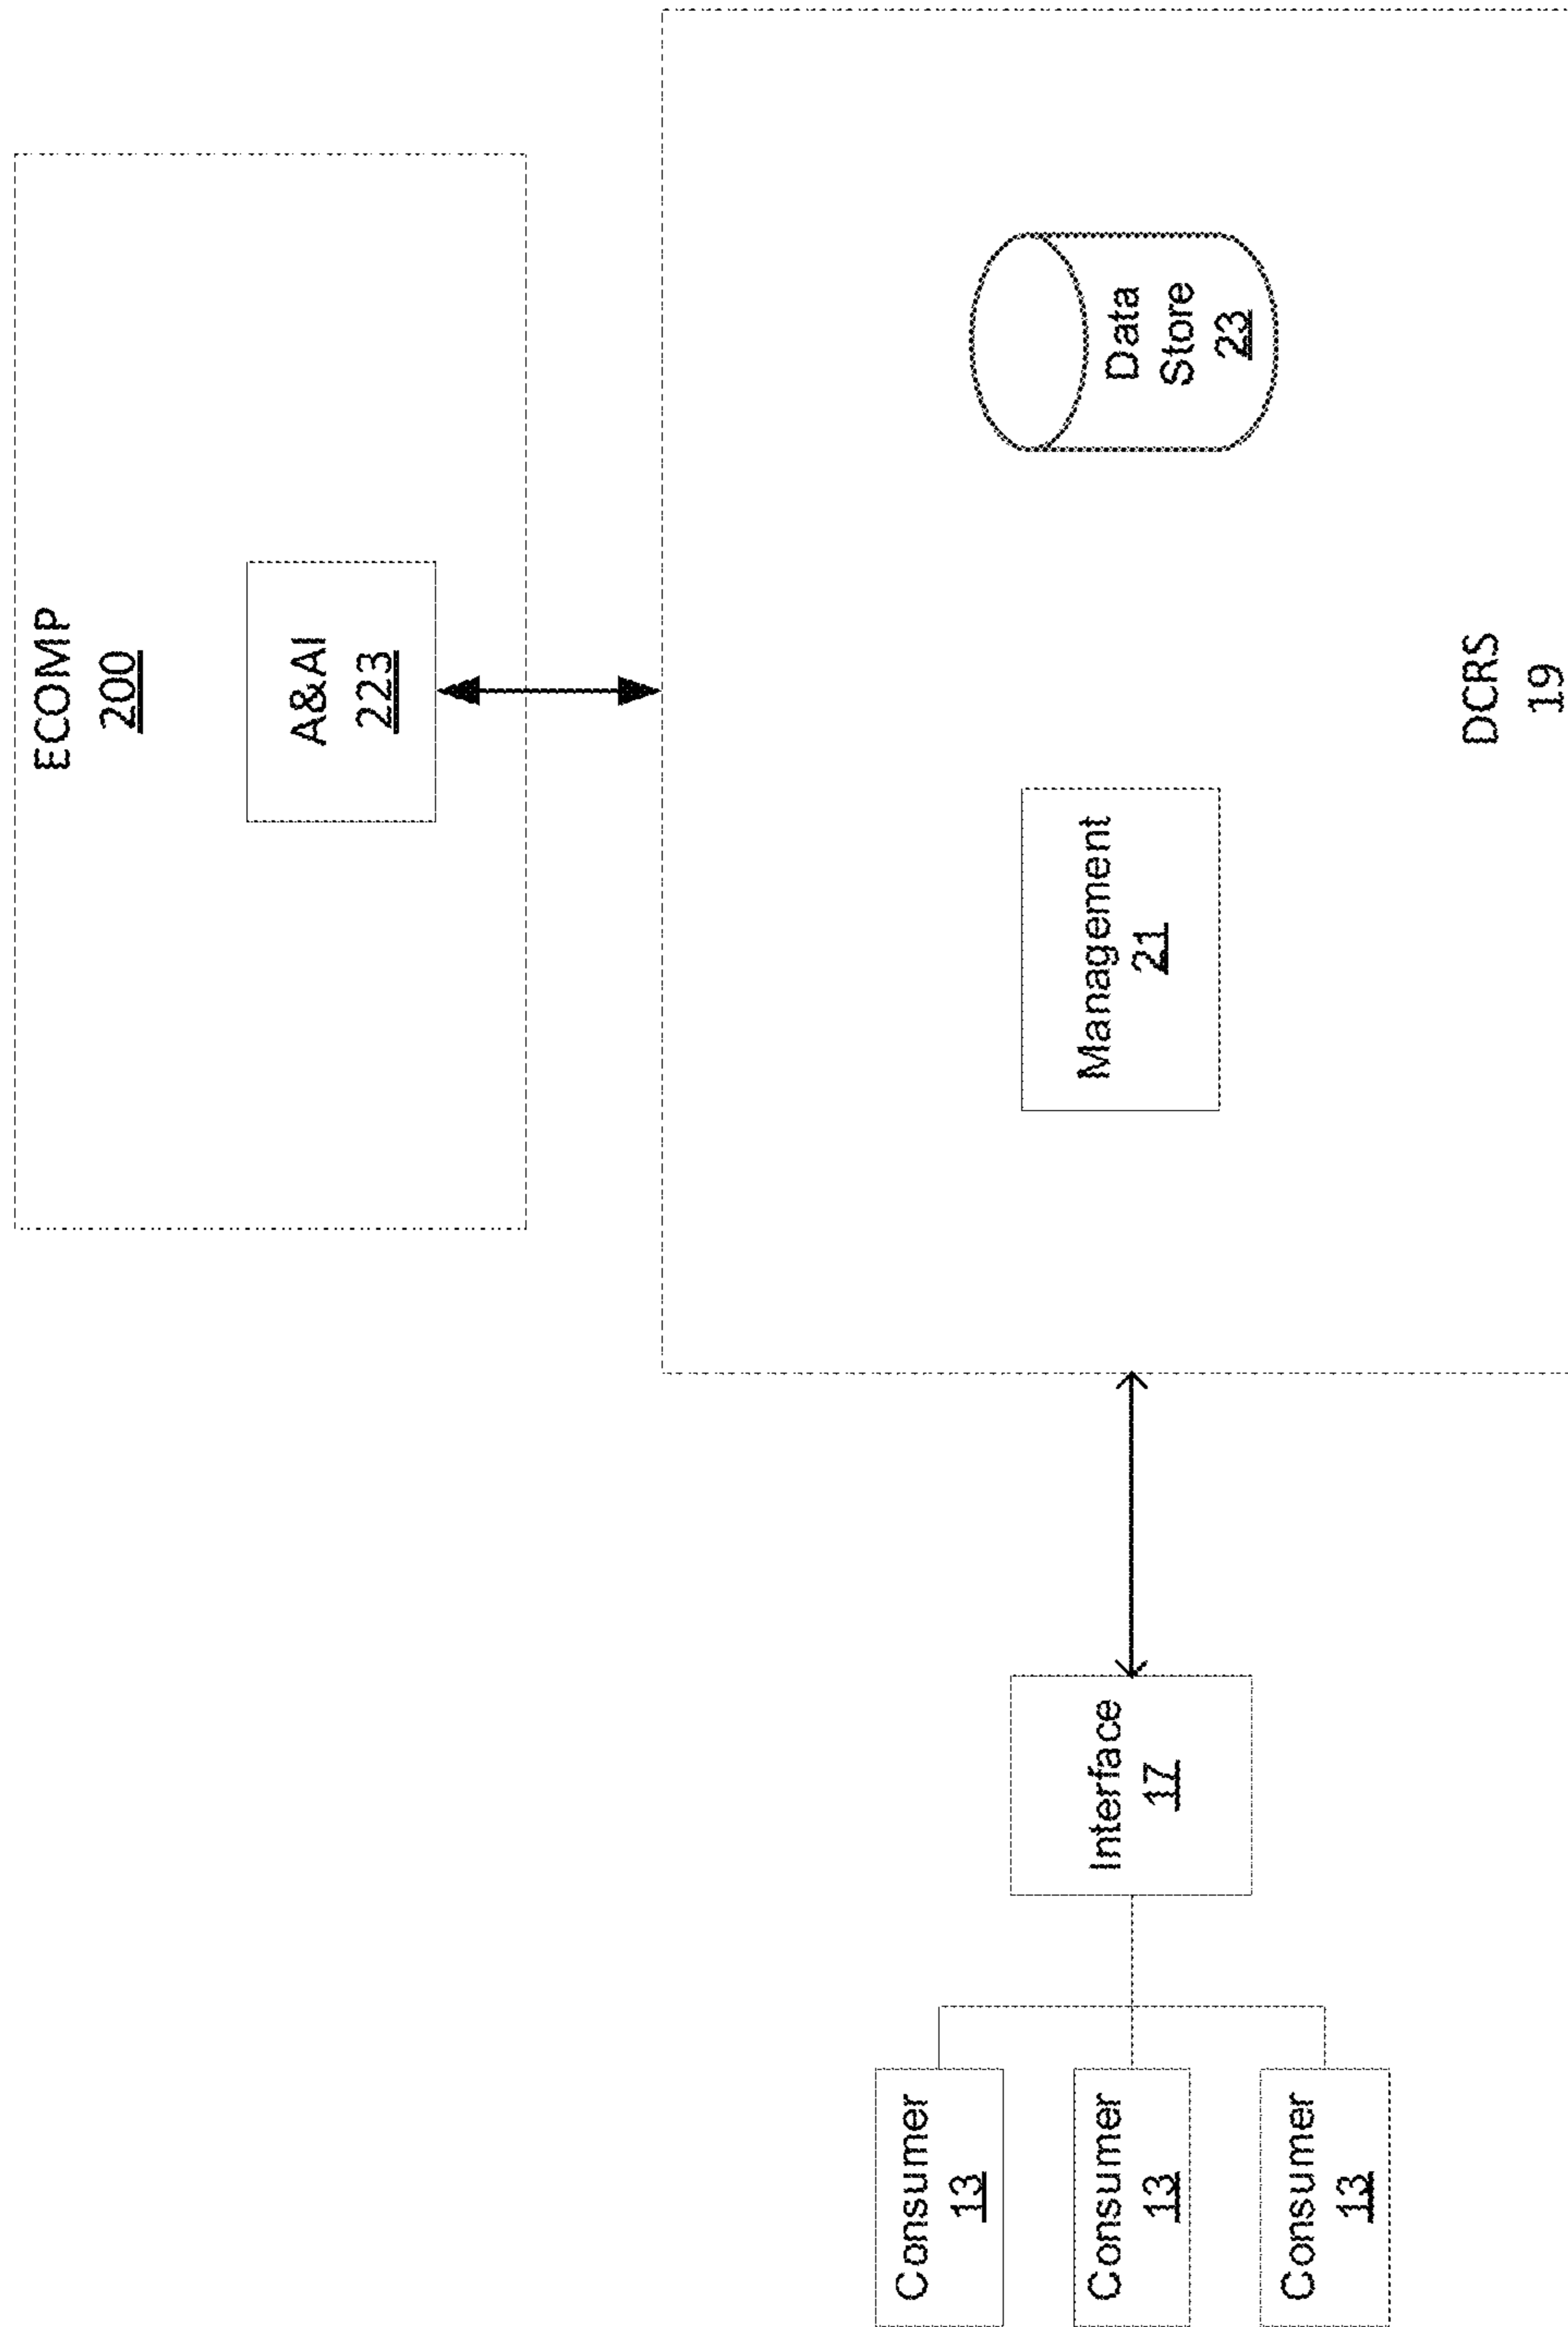 ECOMP
200
A&AI
223
Consumer
13
Consumer
13
Consumer
13
Interface
17
Management
21
Data
Store
23
DCRS
19